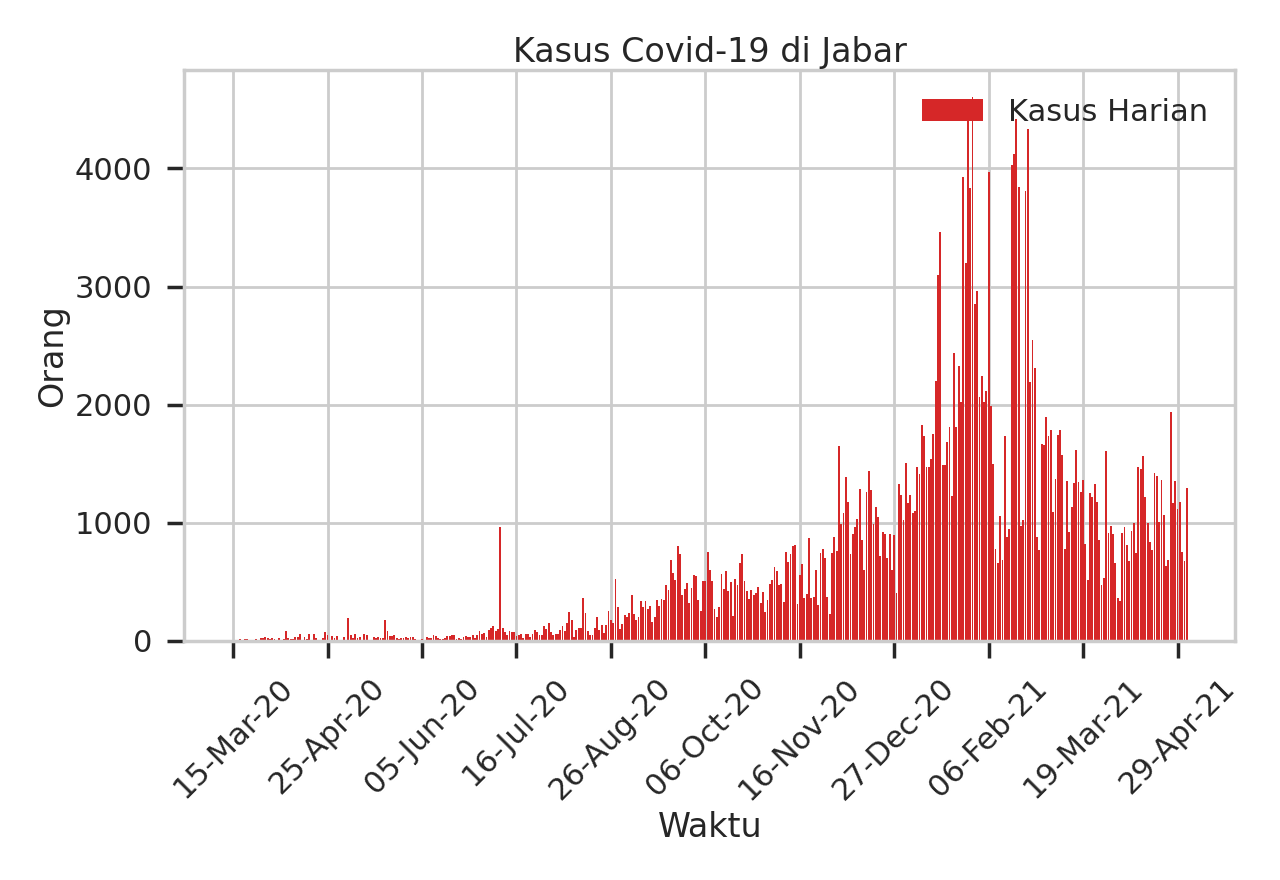 Kasus Covid-19 di Jabar
Kasus Harian
Orang
4000
3000
2000
1000
0
15-Mar-20
25-Apr-20
05-Jun-20
16-Jul-20
26-Aug-20
06-Oct-20
16-Nov-20
27-Dec-20
06-Feb-21
19-Mar-21
29-Apr-21
Waktu